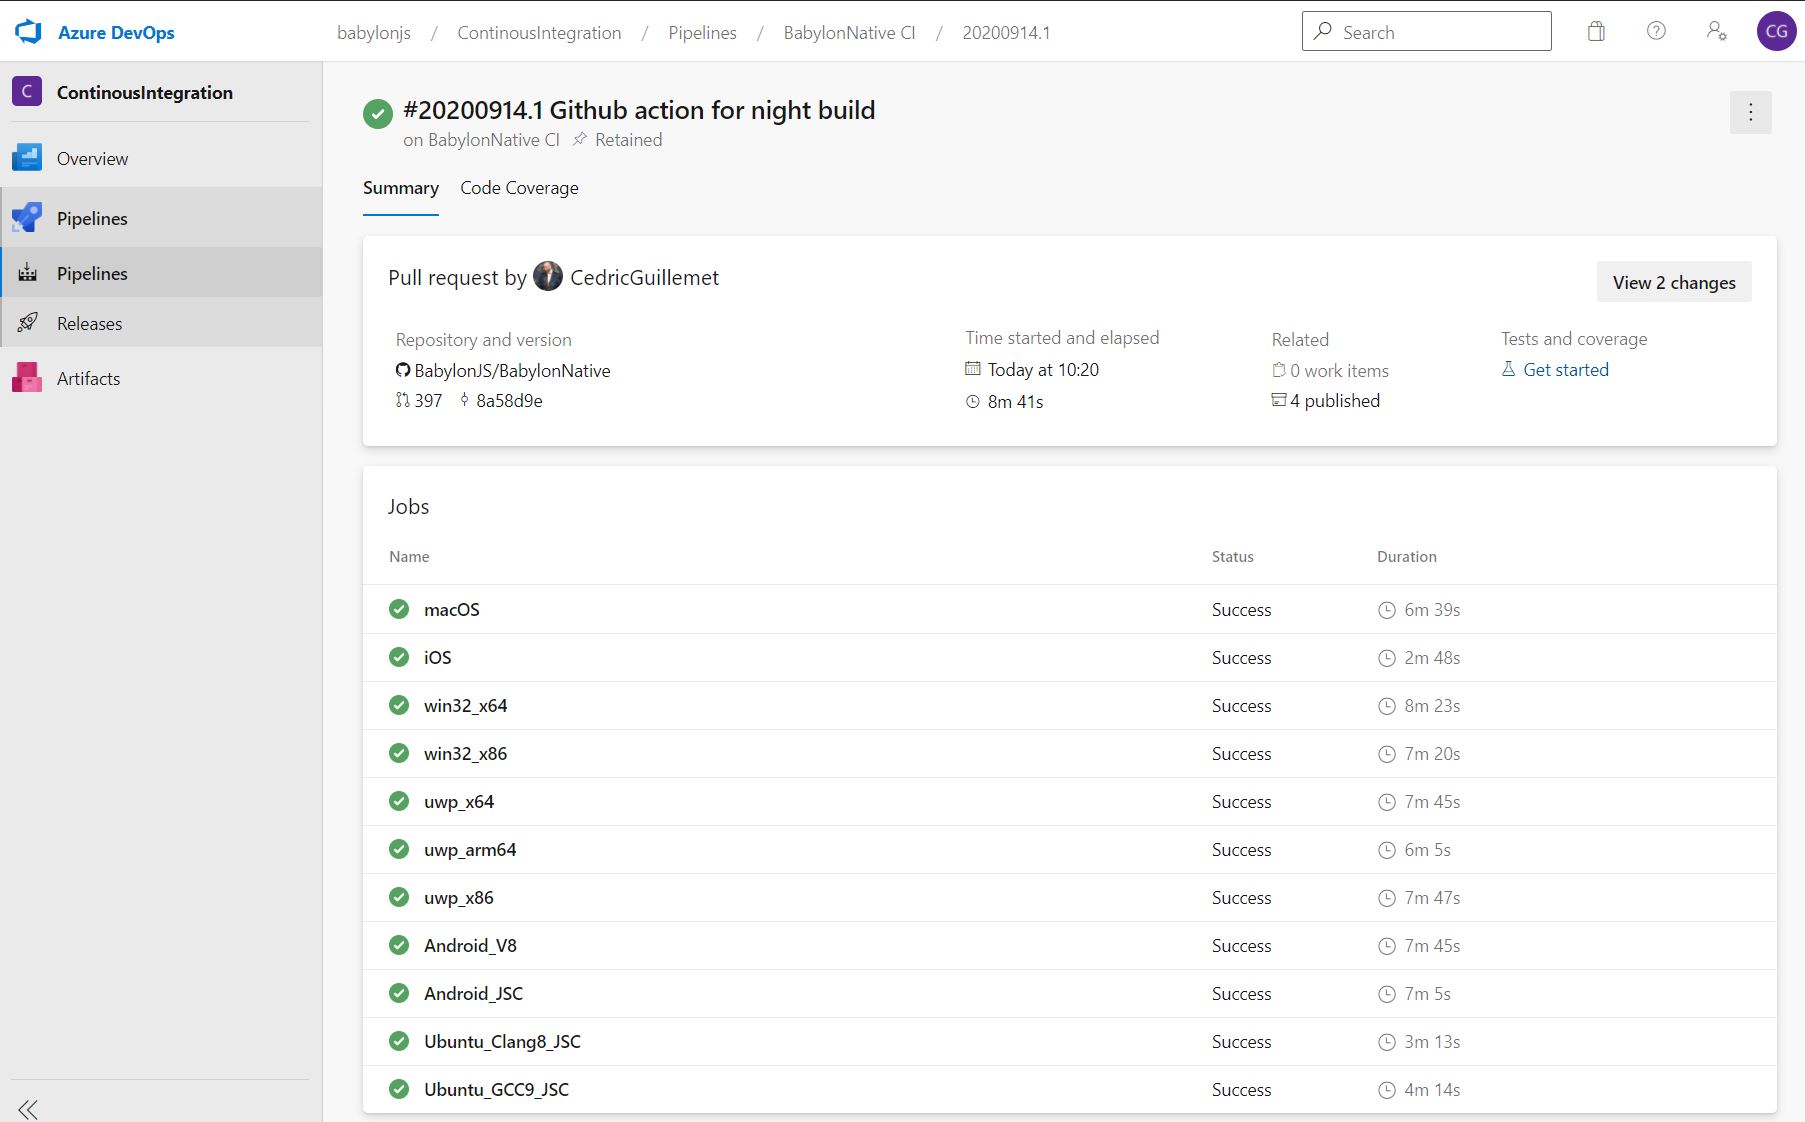 Azure DevOps
babylonjs / ContinousIntegration / Pipelines / BabylonNative CI / 20200914.1
Search
CG
C ContinousIntegration
Overview
Pipelines
Pipelines
Releases
Artifacts
#20200914.1 Github action for night build
on BabylonNative CI Retained
Summary Code Coverage
Pull request by CedricGuillemet
View 2 changes
Repository and version
BabylonJS/BabylonNative
397 8a58d9e
Time started and elapsed
Today at 10:20
8m 41s
Related
0 work items
4 published
Tests and coverage
Get started
Jobs
Name Status Duration
macOS Success 6m 39s
iOS Success 2m 48s
win32_x64 Success 8m 23s
win32_x86 Success 7m 20s
uwp_x64 Success 7m 45s
uwp_arm64 Success 6m 5s
uwp_x86 Success 7m 47s
Android_V8 Success 7m 45s
Android_JSC Success 7m 5s
Ubuntu_Clang8_JSC Success 3m 13s
Ubuntu_GCC9_JSC Success 4m 14s